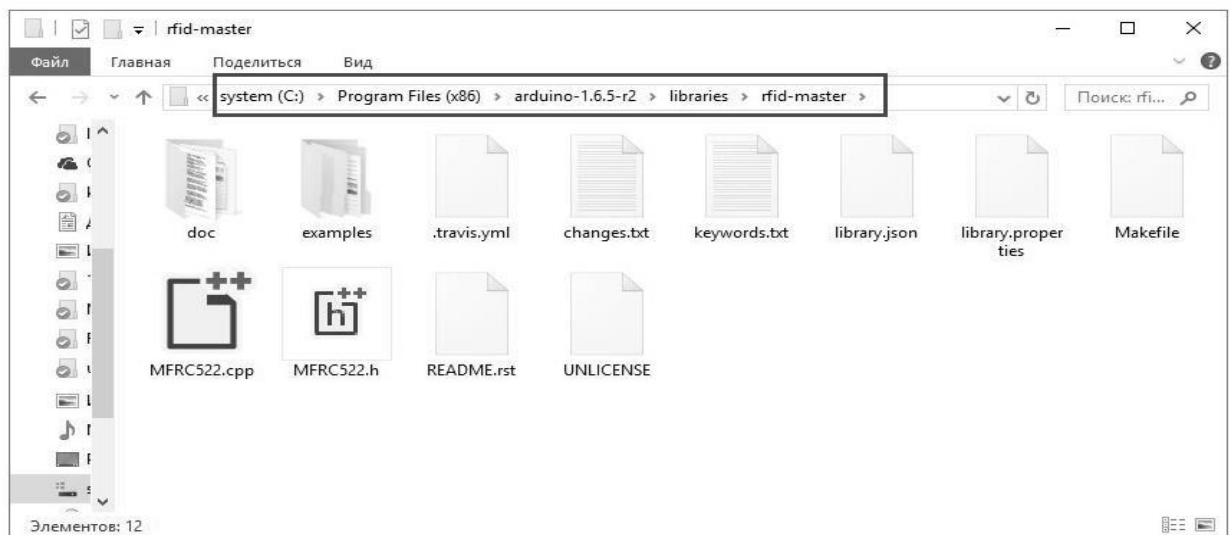 rfid-master
Файл Главная Поделиться Вид
« system (C:) › Program Files (x86) › arduino-1.6.5-r2 › libraries › rfid-master › Поиск: rfi...
doc examples .travis.yml changes.txt keywords.txt library.json library.proper Makefile
ties
MFRC522.cpp MFRC522.h README.rst UNLICENSE
Элементов: 12